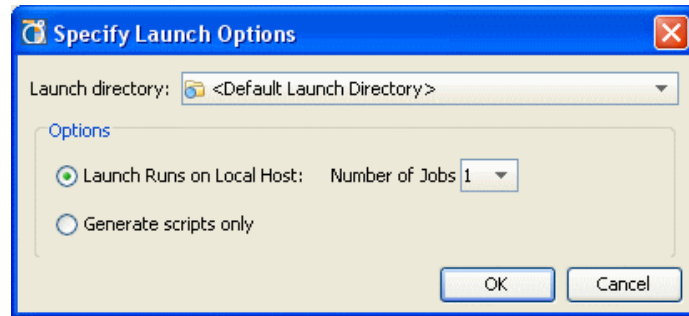 Specify Launch Options
Launch directory: <Default Launch Directory>
Options
Launch Runs on Local Host: Number of Jobs 1
Generate scripts only
OK Cancel